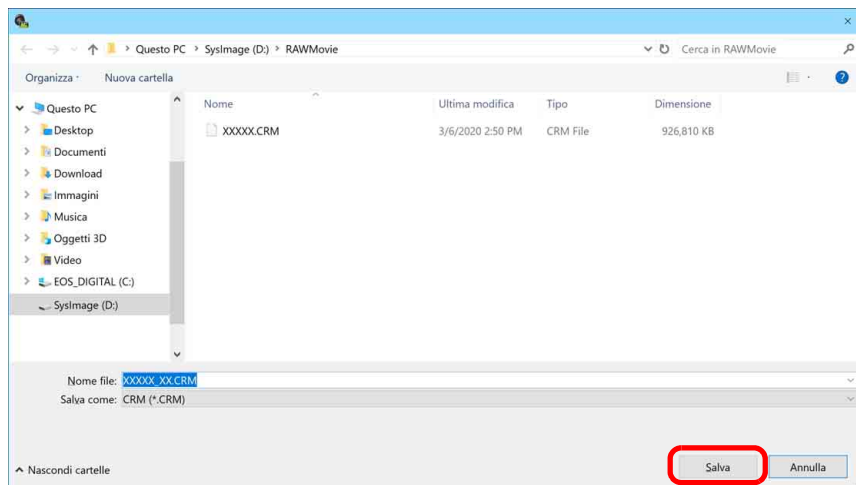 Questo PC > SysImage (D:) > RAWMovie
Cerca in RAWMovie
Organizza
Nuova cartella
?
Nome
Ultima modifica
Tipo
Dimensione
XXXXX.CRM
3/6/2020 2:50 PM
CRM File
926,810 KB
Questo PC
Desktop
Documenti
Download
Immagini
Musica
Oggetti 3D
Video
EOS_DIGITAL (C:)
SysImage (D:)
Nome file: XXXXX_XX.CRM
Salva come: CRM (*.CRM)
Nascondi cartelle
Salva
Annulla